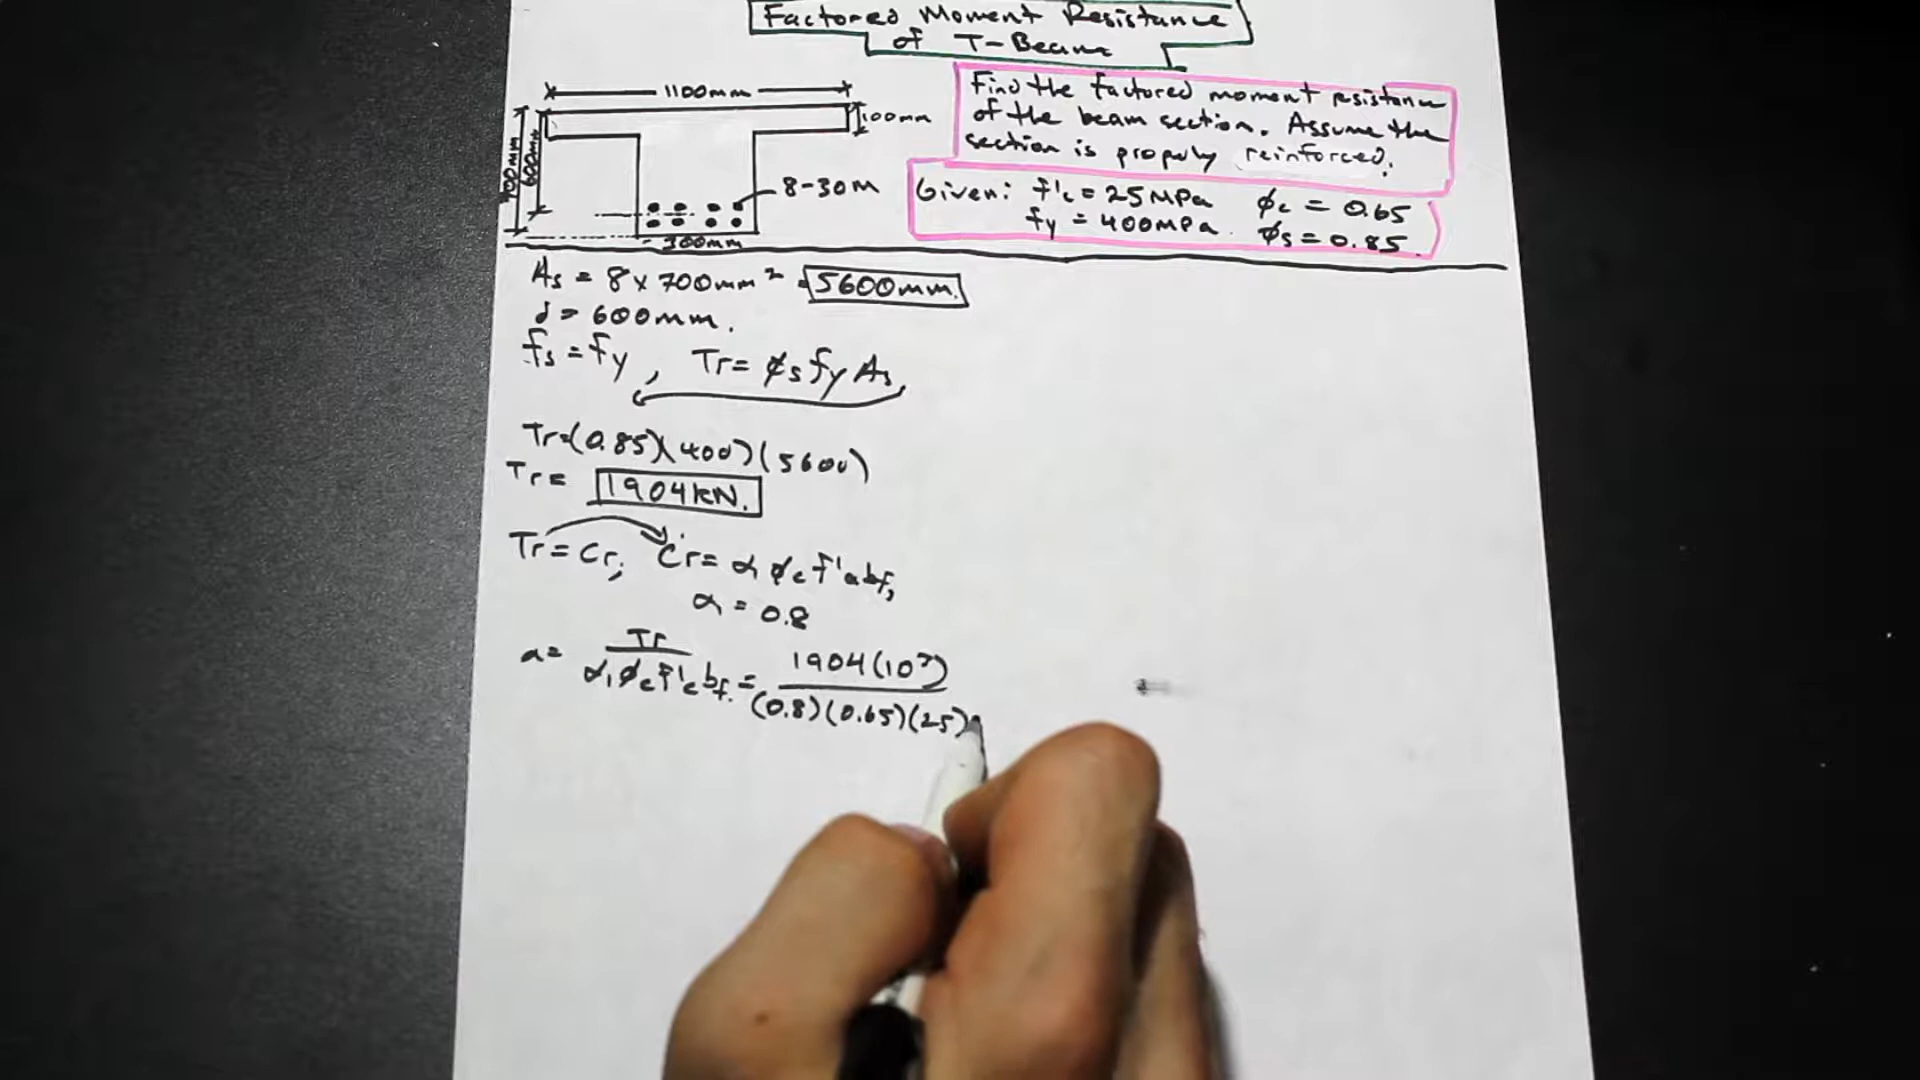 Factored Moment Resistance
of T-Beam
1100mm
100mm
700mm
600mm
8-30M
300mm
Find the factored moment resistance
of the beam section. Assume the
section is properly reinforced.
Given: f'c = 25MPa φc = 0.65
fy = 400MPa. φs = 0.85
As = 8 x 700mm² = 5600mm.
d = 600mm.
fs = fy, Tr = φs fy As,
Tr=(0.85)(400)(5600)
Tr = 1904kN.
Tr = Cr; Cr = α φc f' a bf,
α = 0.8
a = Tr / α₁ φc f'c bf. = 1904(10³) / (0.8)(0.65)(25)